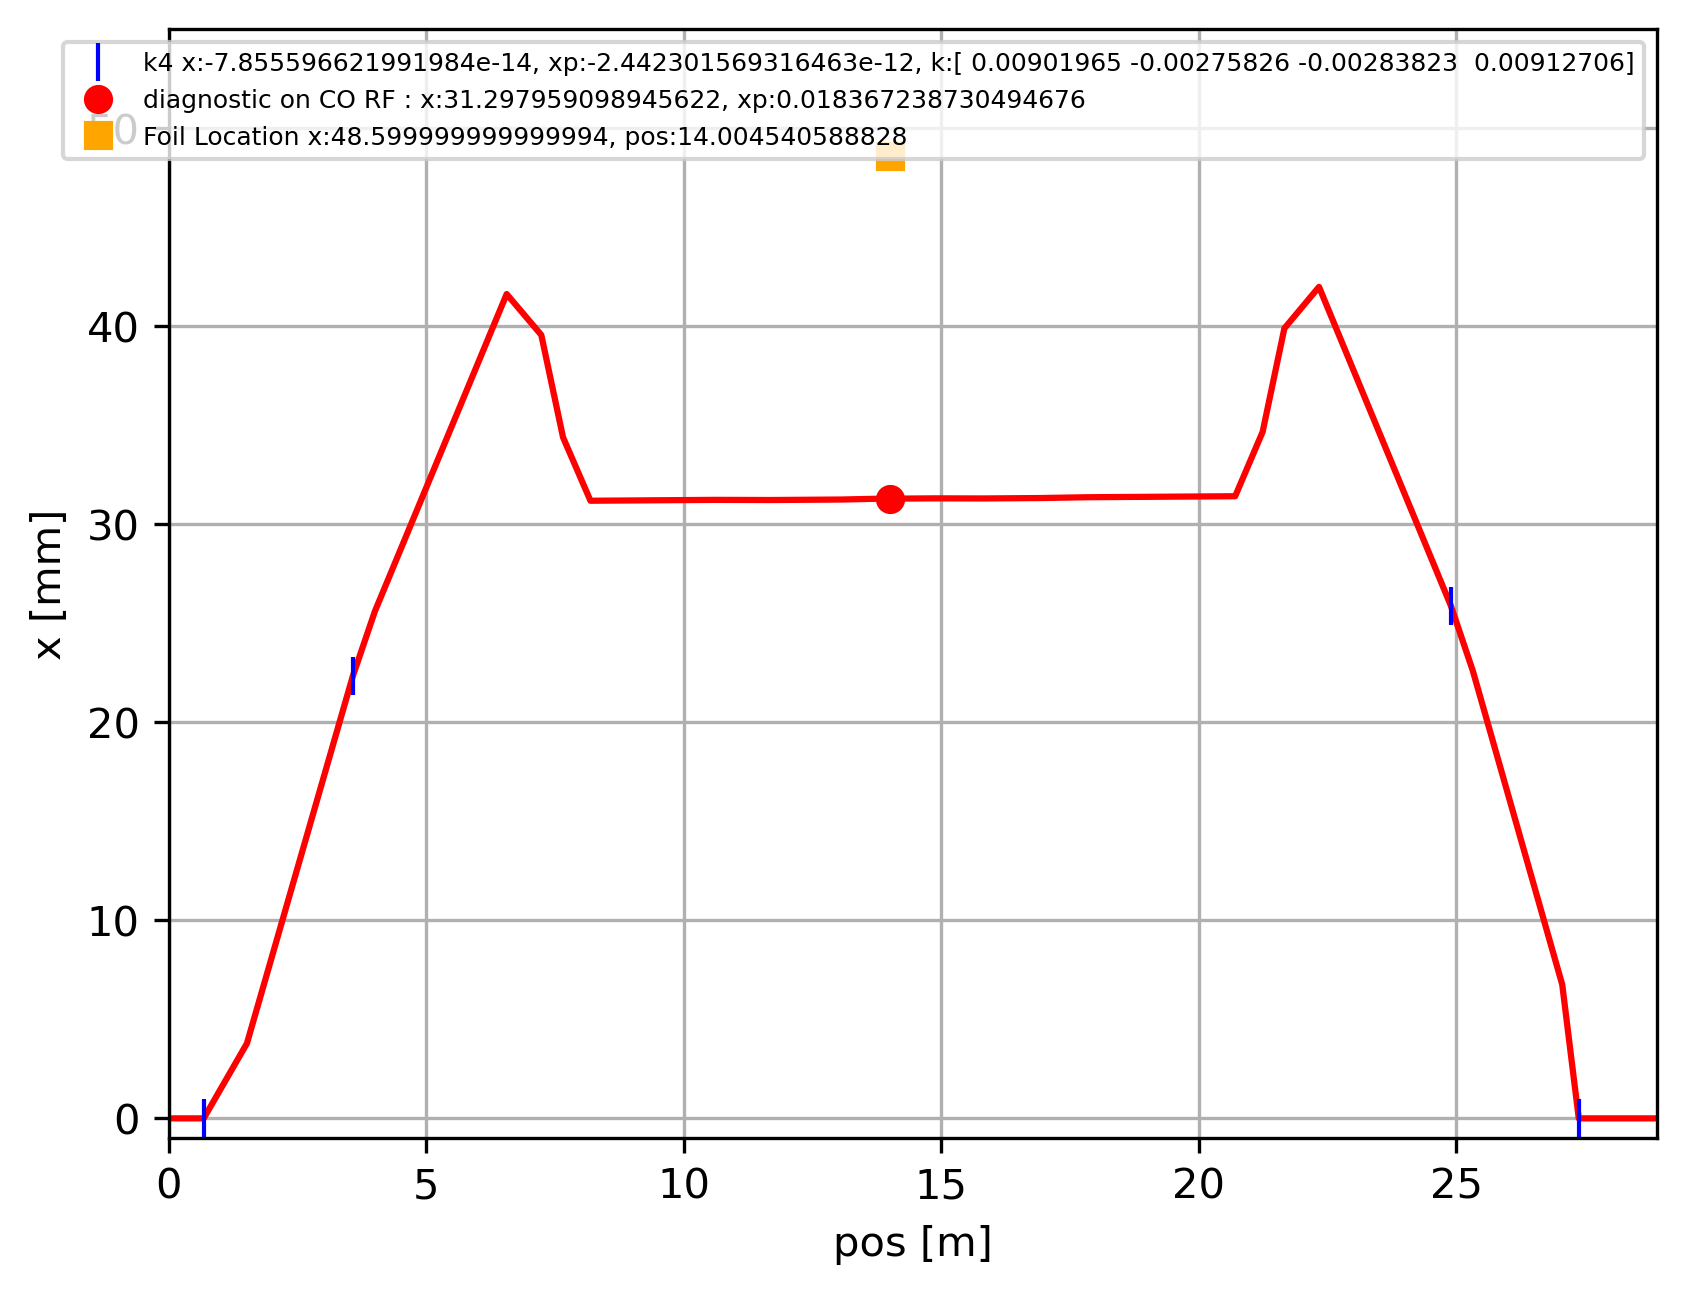 k4 x:-7.855596621991984e-14, xp:-2.442301569316463e-12, k:[ 0.00901965 -0.00275826 -0.00283823  0.00912706]
diagnostic on CO RF : x:31.297959098945622, xp:0.018367238730494676
Foil Location x:48.599999999999994, pos:14.004540588828
50
40
30
20
10
0
x [mm]
0 5 10 15 20 25
pos [m]